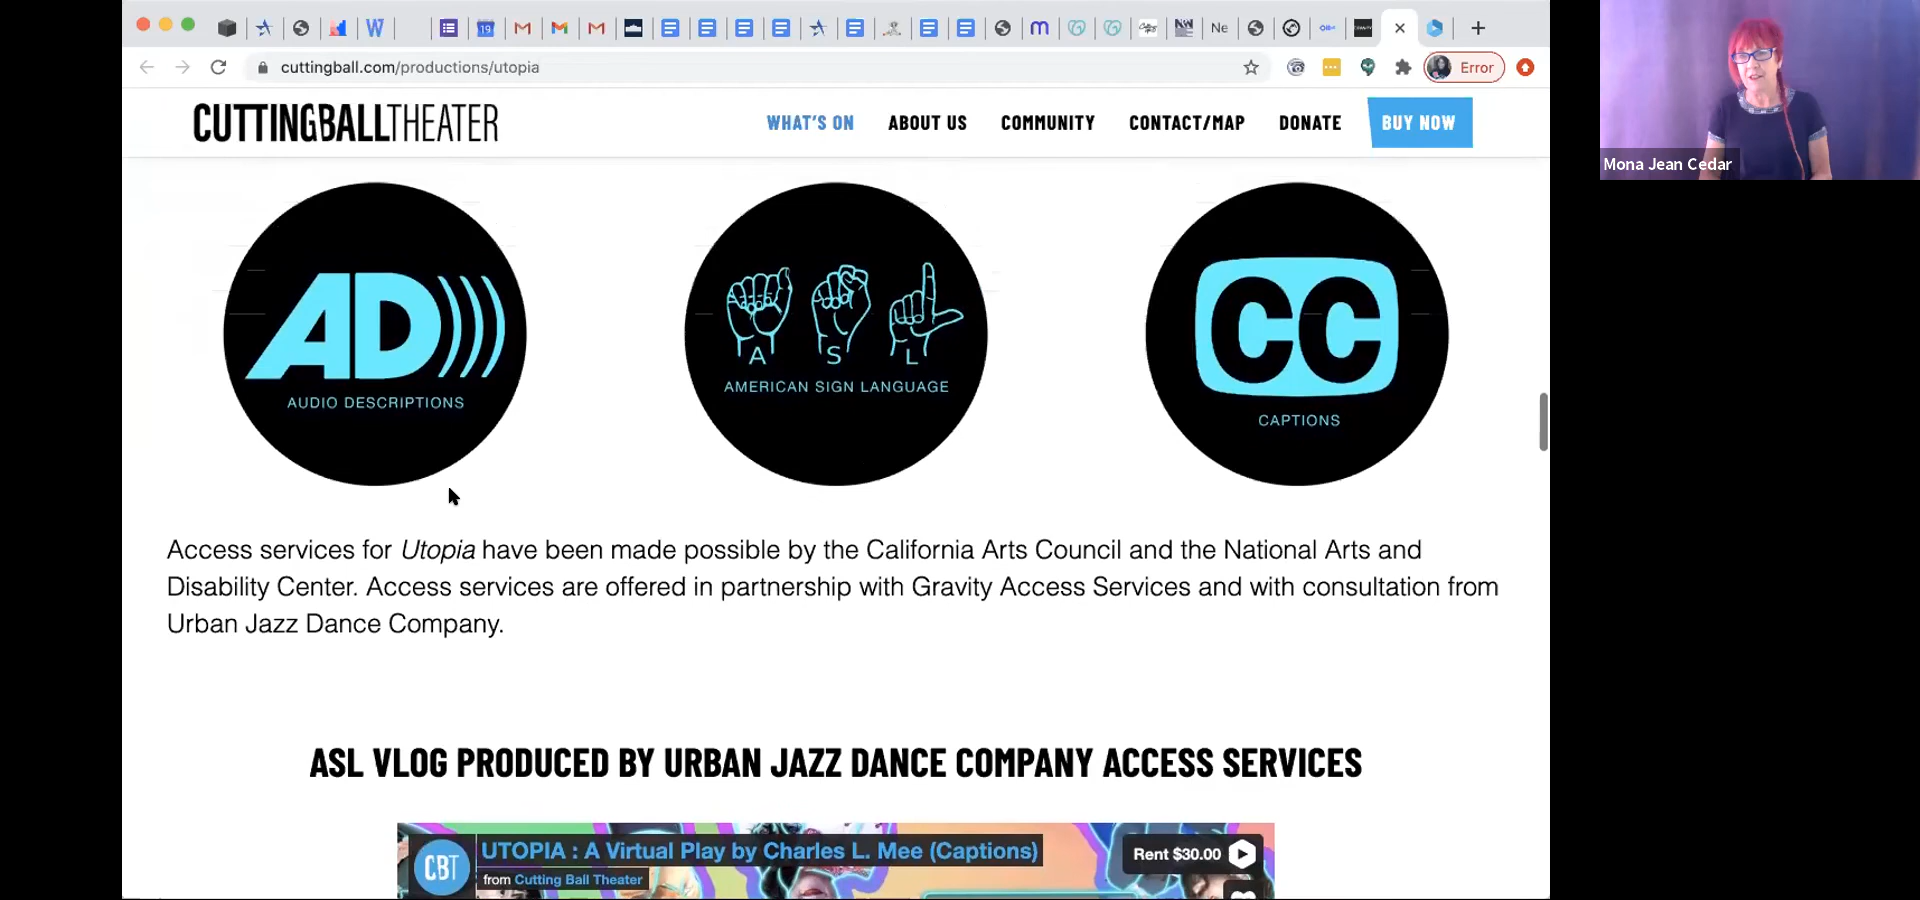 19
W
Ne
cuttingball.com/productions/utopia
Error
CUTTINGBALLTHEATER
WHAT'S ON
ABOUT US
COMMUNITY
CONTACT/MAP
DONATE
BUY NOW
Mona Jean Cedar
AD
AUDIO DESCRIPTIONS
A S L
AMERICAN SIGN LANGUAGE
CC
CAPTIONS
Access services for Utopia have been made possible by the California Arts Council and the National Arts and
Disability Center. Access services are offered in partnership with Gravity Access Services and with consultation from
Urban Jazz Dance Company.
ASL VLOG PRODUCED BY URBAN JAZZ DANCE COMPANY ACCESS SERVICES
CBT
UTOPIA : A Virtual Play by Charles L. Mee (Captions)
from Cutting Ball Theater
Rent $30.00